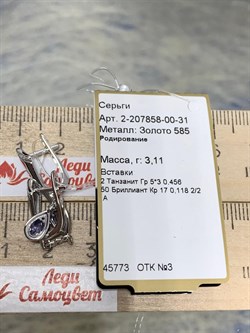 Серьги
Арт. 2-207858-00-31
Металл: Золото 585
Родирование
Масса, г: 3,11
Вставки
2 Танзанит Гр 5*3 0,456
50 Бриллиант Кр 17 0,118 2/2
А
45773 ОТК №3
Леди
Самоцвет
Леди
Самоцвет